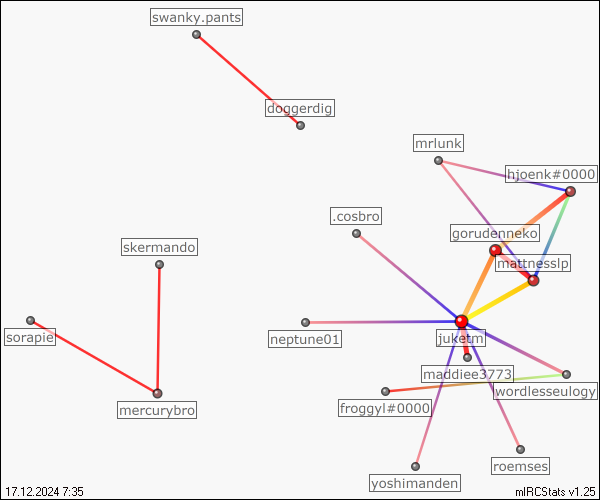 swanky.pants
doggerdig
mrlunk
hjoenk#0000
.cosbro
gorudenneko
skermando
mattnesslp
sorapie
neptune01
juketm
maddiee3773
wordlesseulogy
mercurybro
froggyl#0000
roemses
yoshimanden
17.12.2024 7:35
mIRCStats v1.25